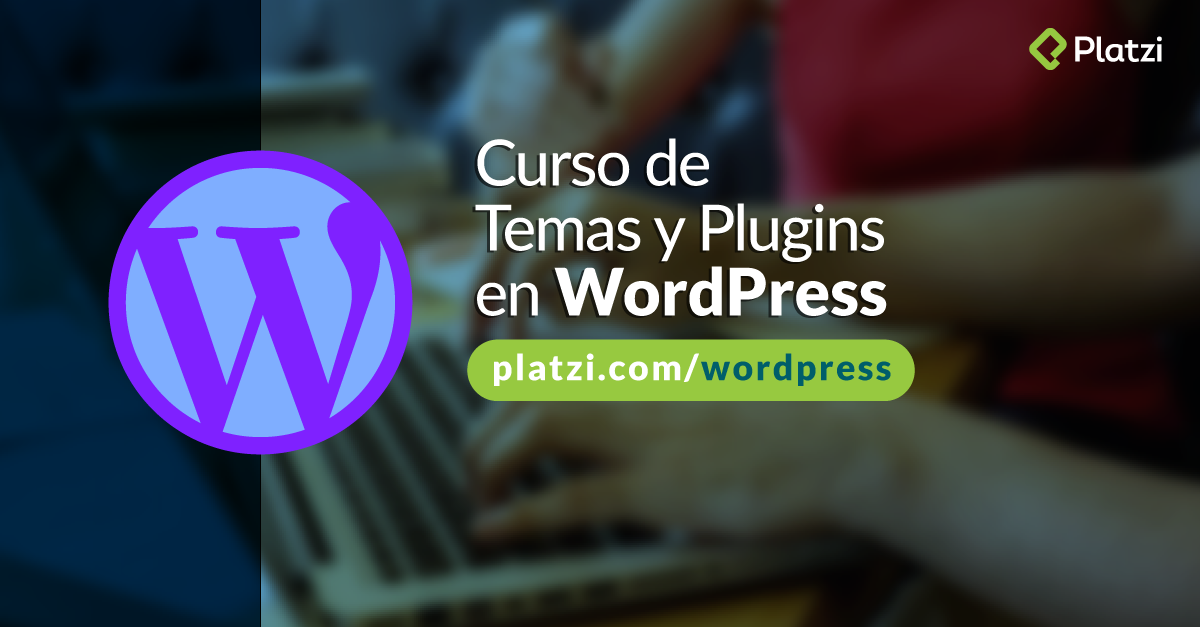 Platzi
Curso de
Temas y Plugins
en WordPress
platzi.com/wordpress